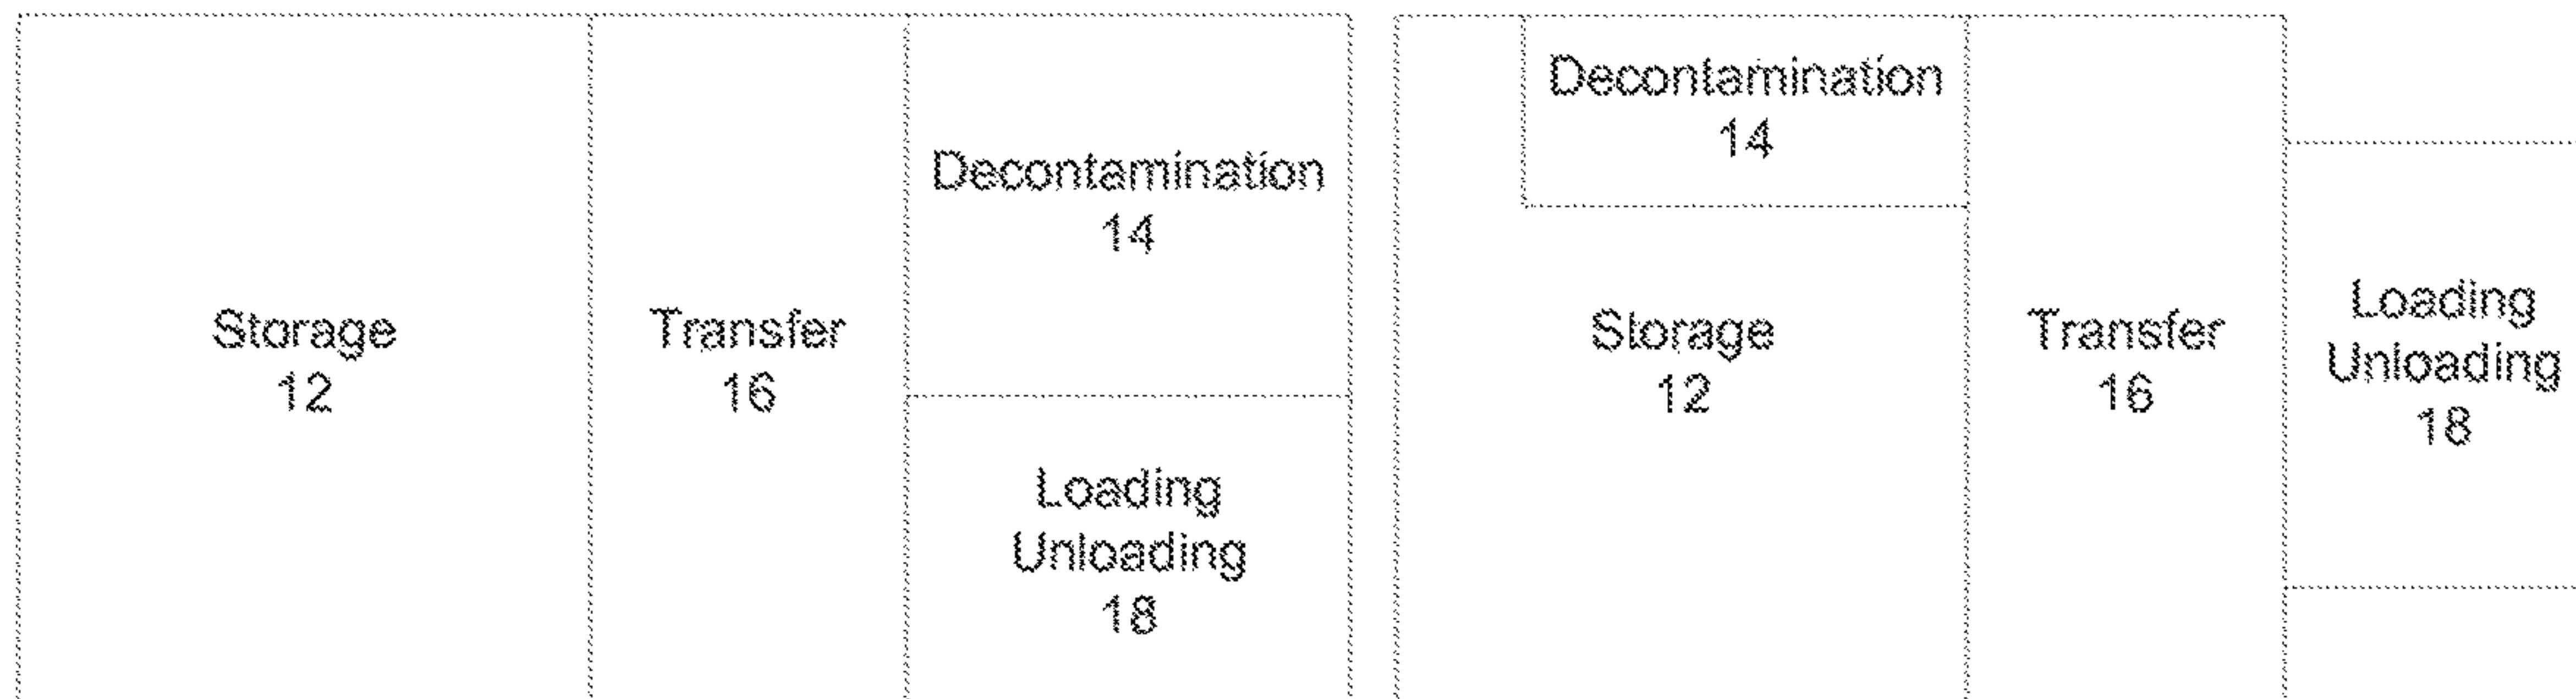 Storage
12
Transfer
16
Decontamination
14
Loading
Unloading
18
Decontamination
14
Storage
12
Transfer
16
Loading
Unloading
18